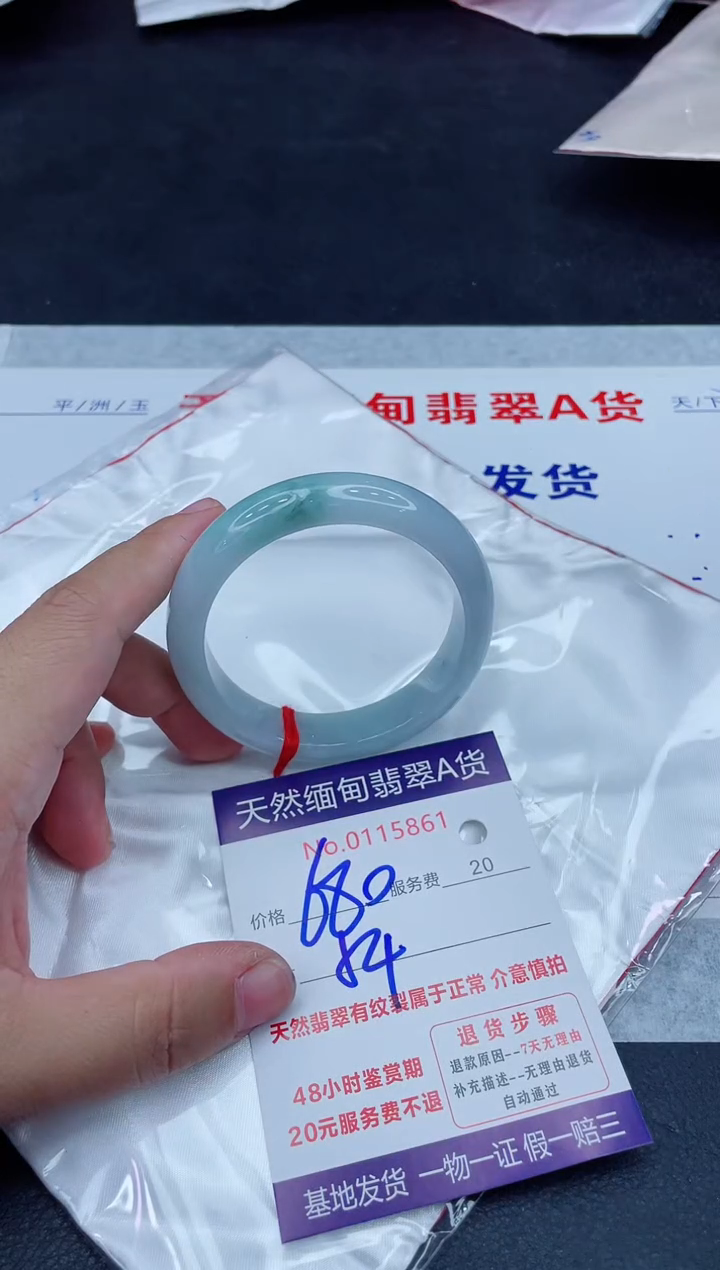 平/洲/玉
甸翡翠A货
天/下
发货
天然缅甸翡翠A货
No.0115861
价格 680 服务费 20
54
天然翡翠有纹裂属于正常 介意慎拍
48小时鉴赏期
20元服务费不退
退货步骤
退款原因--7天无理由
补充描述--无理由退货
自动通过
基地发货 一物一证 假一赔三